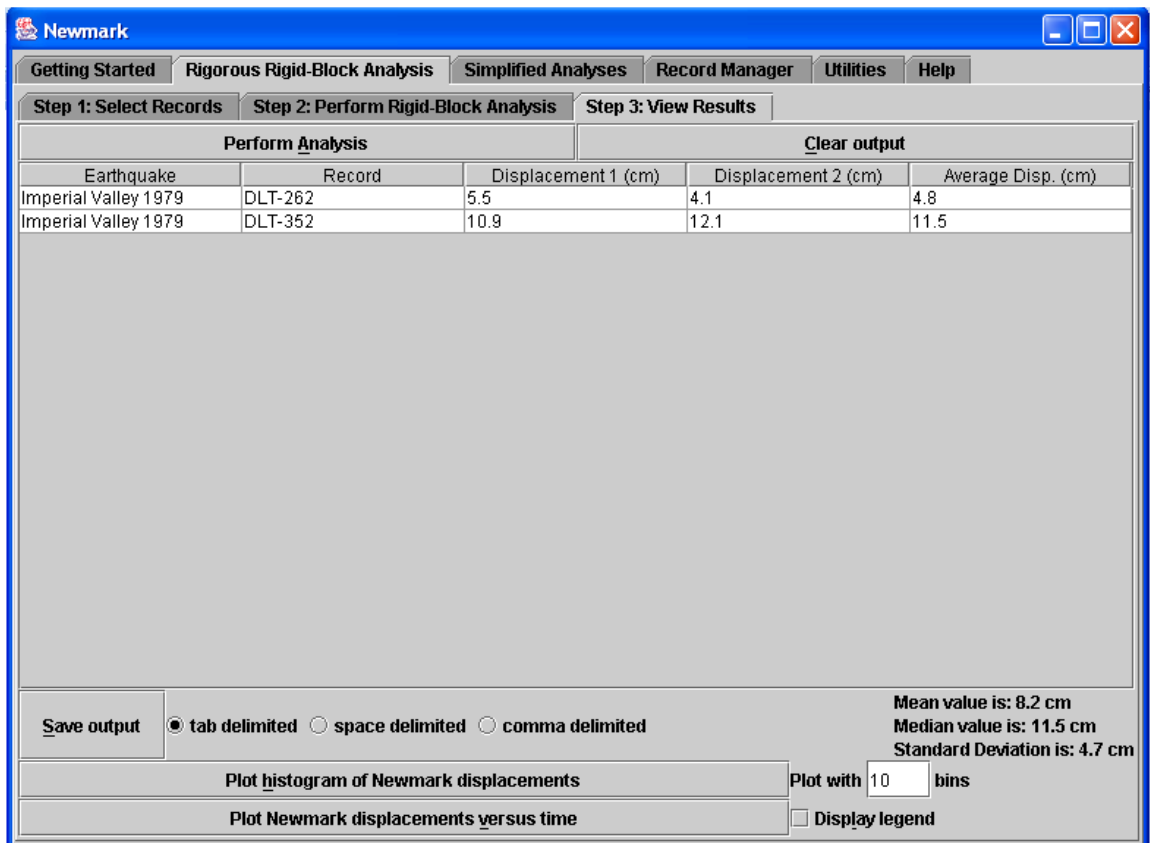 Newmark
Getting Started Rigorous Rigid-Block Analysis Simplified Analyses Record Manager Utilities Help
Step 1: Select Records Step 2: Perform Rigid-Block Analysis Step 3: View Results
Perform Analysis Clear output
Earthquake Record Displacement 1 (cm) Displacement 2 (cm) Average Disp. (cm)
Imperial Valley 1979 DLT-262 5.5 4.1 4.8
Imperial Valley 1979 DLT-352 10.9 12.1 11.5
Mean value is: 8.2 cm
Save output tab delimited space delimited comma delimited Median value is: 11.5 cm
Standard Deviation is: 4.7 cm
Plot histogram of Newmark displacements Plot with 10 bins
Plot Newmark displacements versus time Display legend